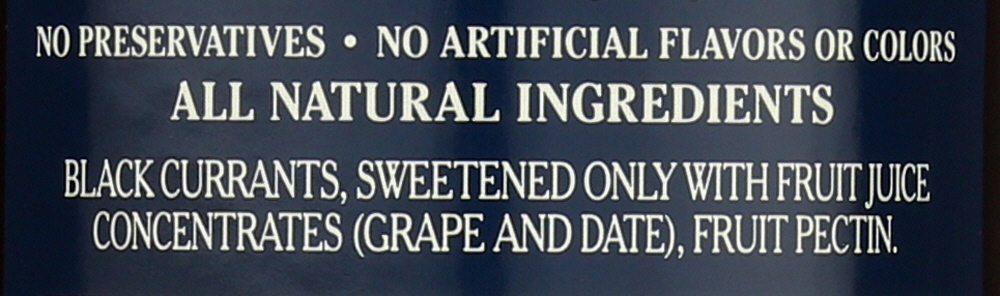 NO PRESERVATIVES • NO ARTIFICIAL FLAVORS OR COLORS
ALL NATURAL INGREDIENTS
BLACK CURRANTS, SWEETENED ONLY WITH FRUIT JUICE
CONCENTRATES (GRAPE AND DATE), FRUIT PECTIN.